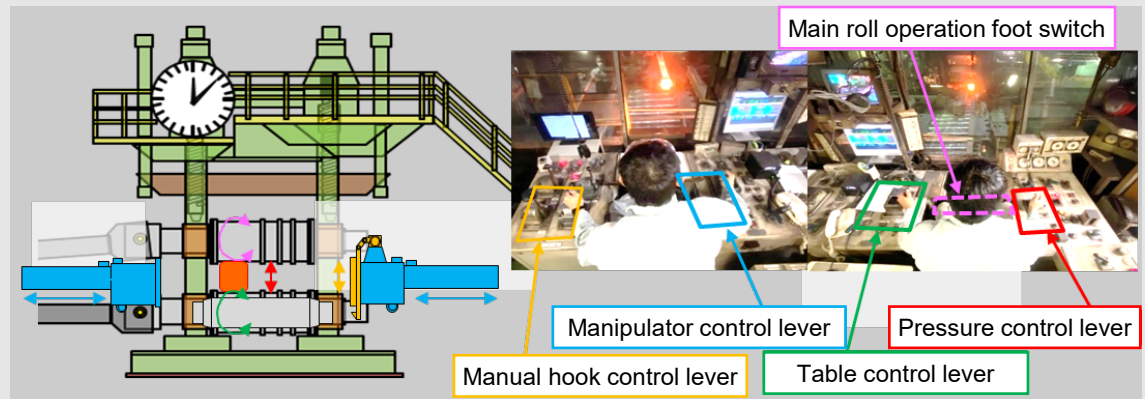 Main roll operation foot switch
Manipulator control lever
Pressure control lever
Manual hook control lever
Table control lever